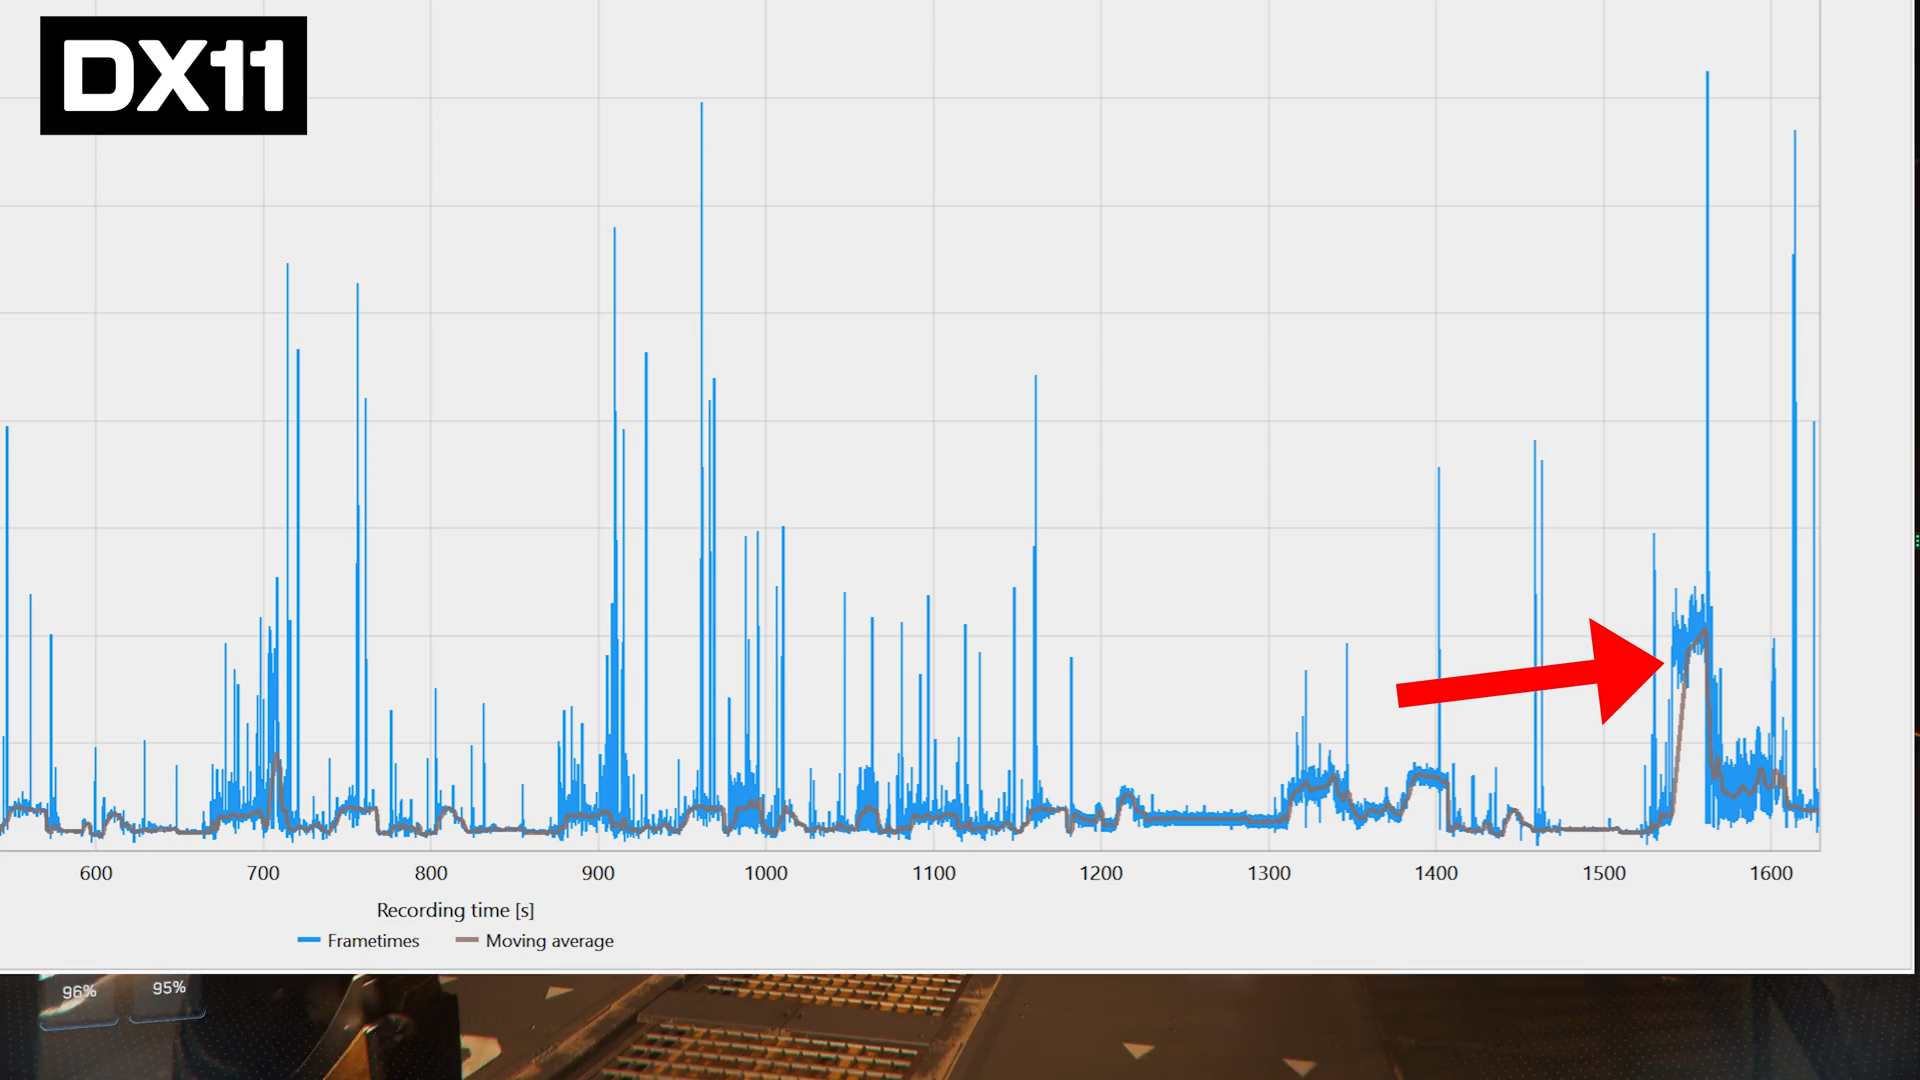 DX11
600 700 800 900 1000 1100 1200 1300 1400 1500 1600
Recording time [s]
Frametimes Moving average
96% 95%